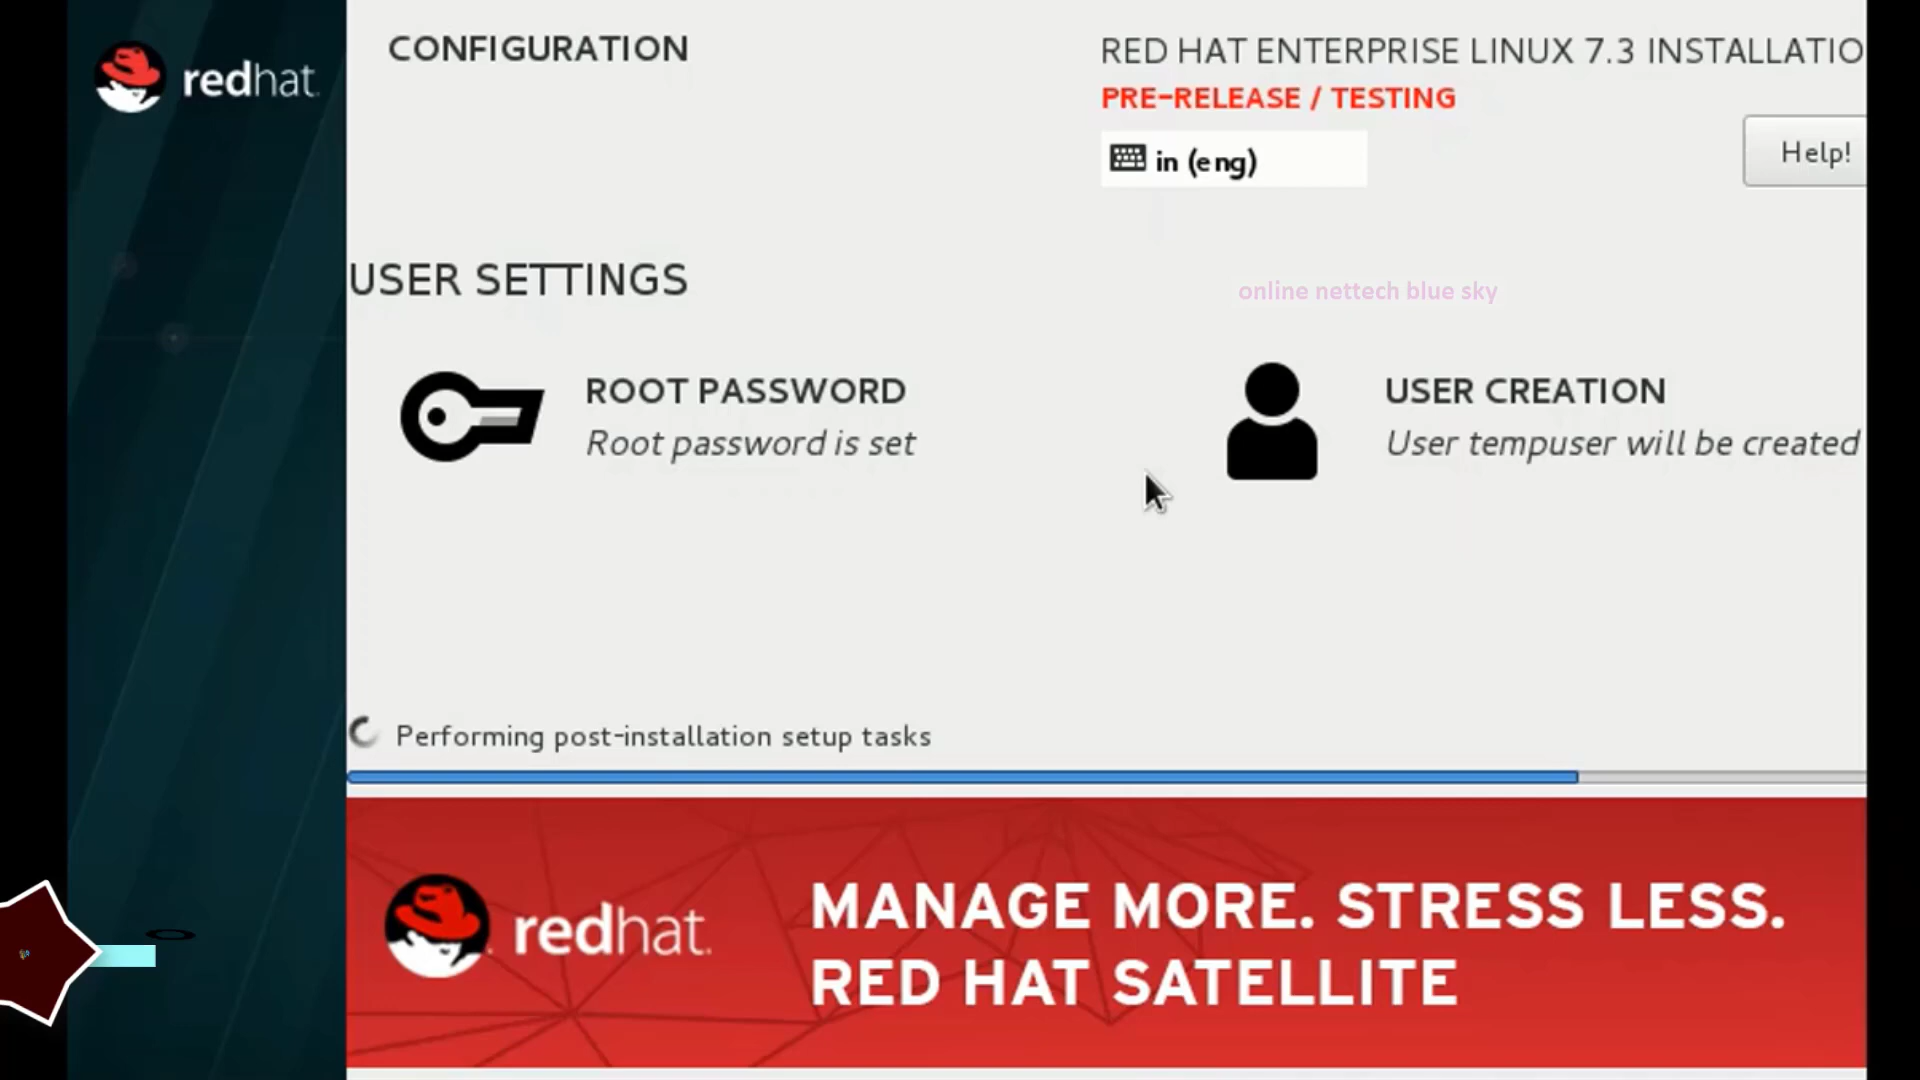 redhat.
CONFIGURATION
RED HAT ENTERPRISE LINUX 7.3 INSTALLATIO
PRE-RELEASE / TESTING
in (eng)
Help!
USER SETTINGS
online nettech blue sky
ROOT PASSWORD
Root password is set
USER CREATION
User tempuser will be created
Performing post-installation setup tasks
redhat.
MANAGE MORE. STRESS LESS.
RED HAT SATELLITE